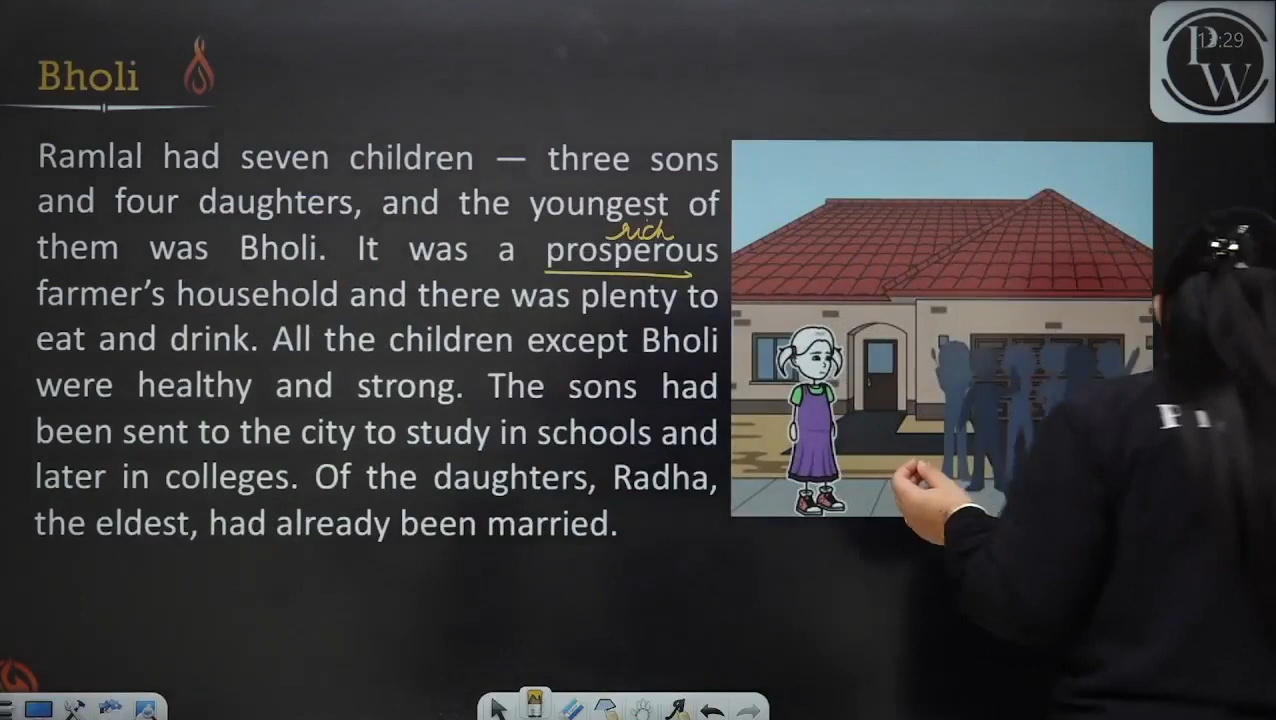 Bholi
13:29
PW
Ramlal had seven children — three sons
and four daughters, and the youngest of
rich
them was Bholi. It was a prosperous
farmer's household and there was plenty to
eat and drink. All the children except Bholi
were healthy and strong. The sons had
been sent to the city to study in schools and
later in colleges. Of the daughters, Radha,
the eldest, had already been married.